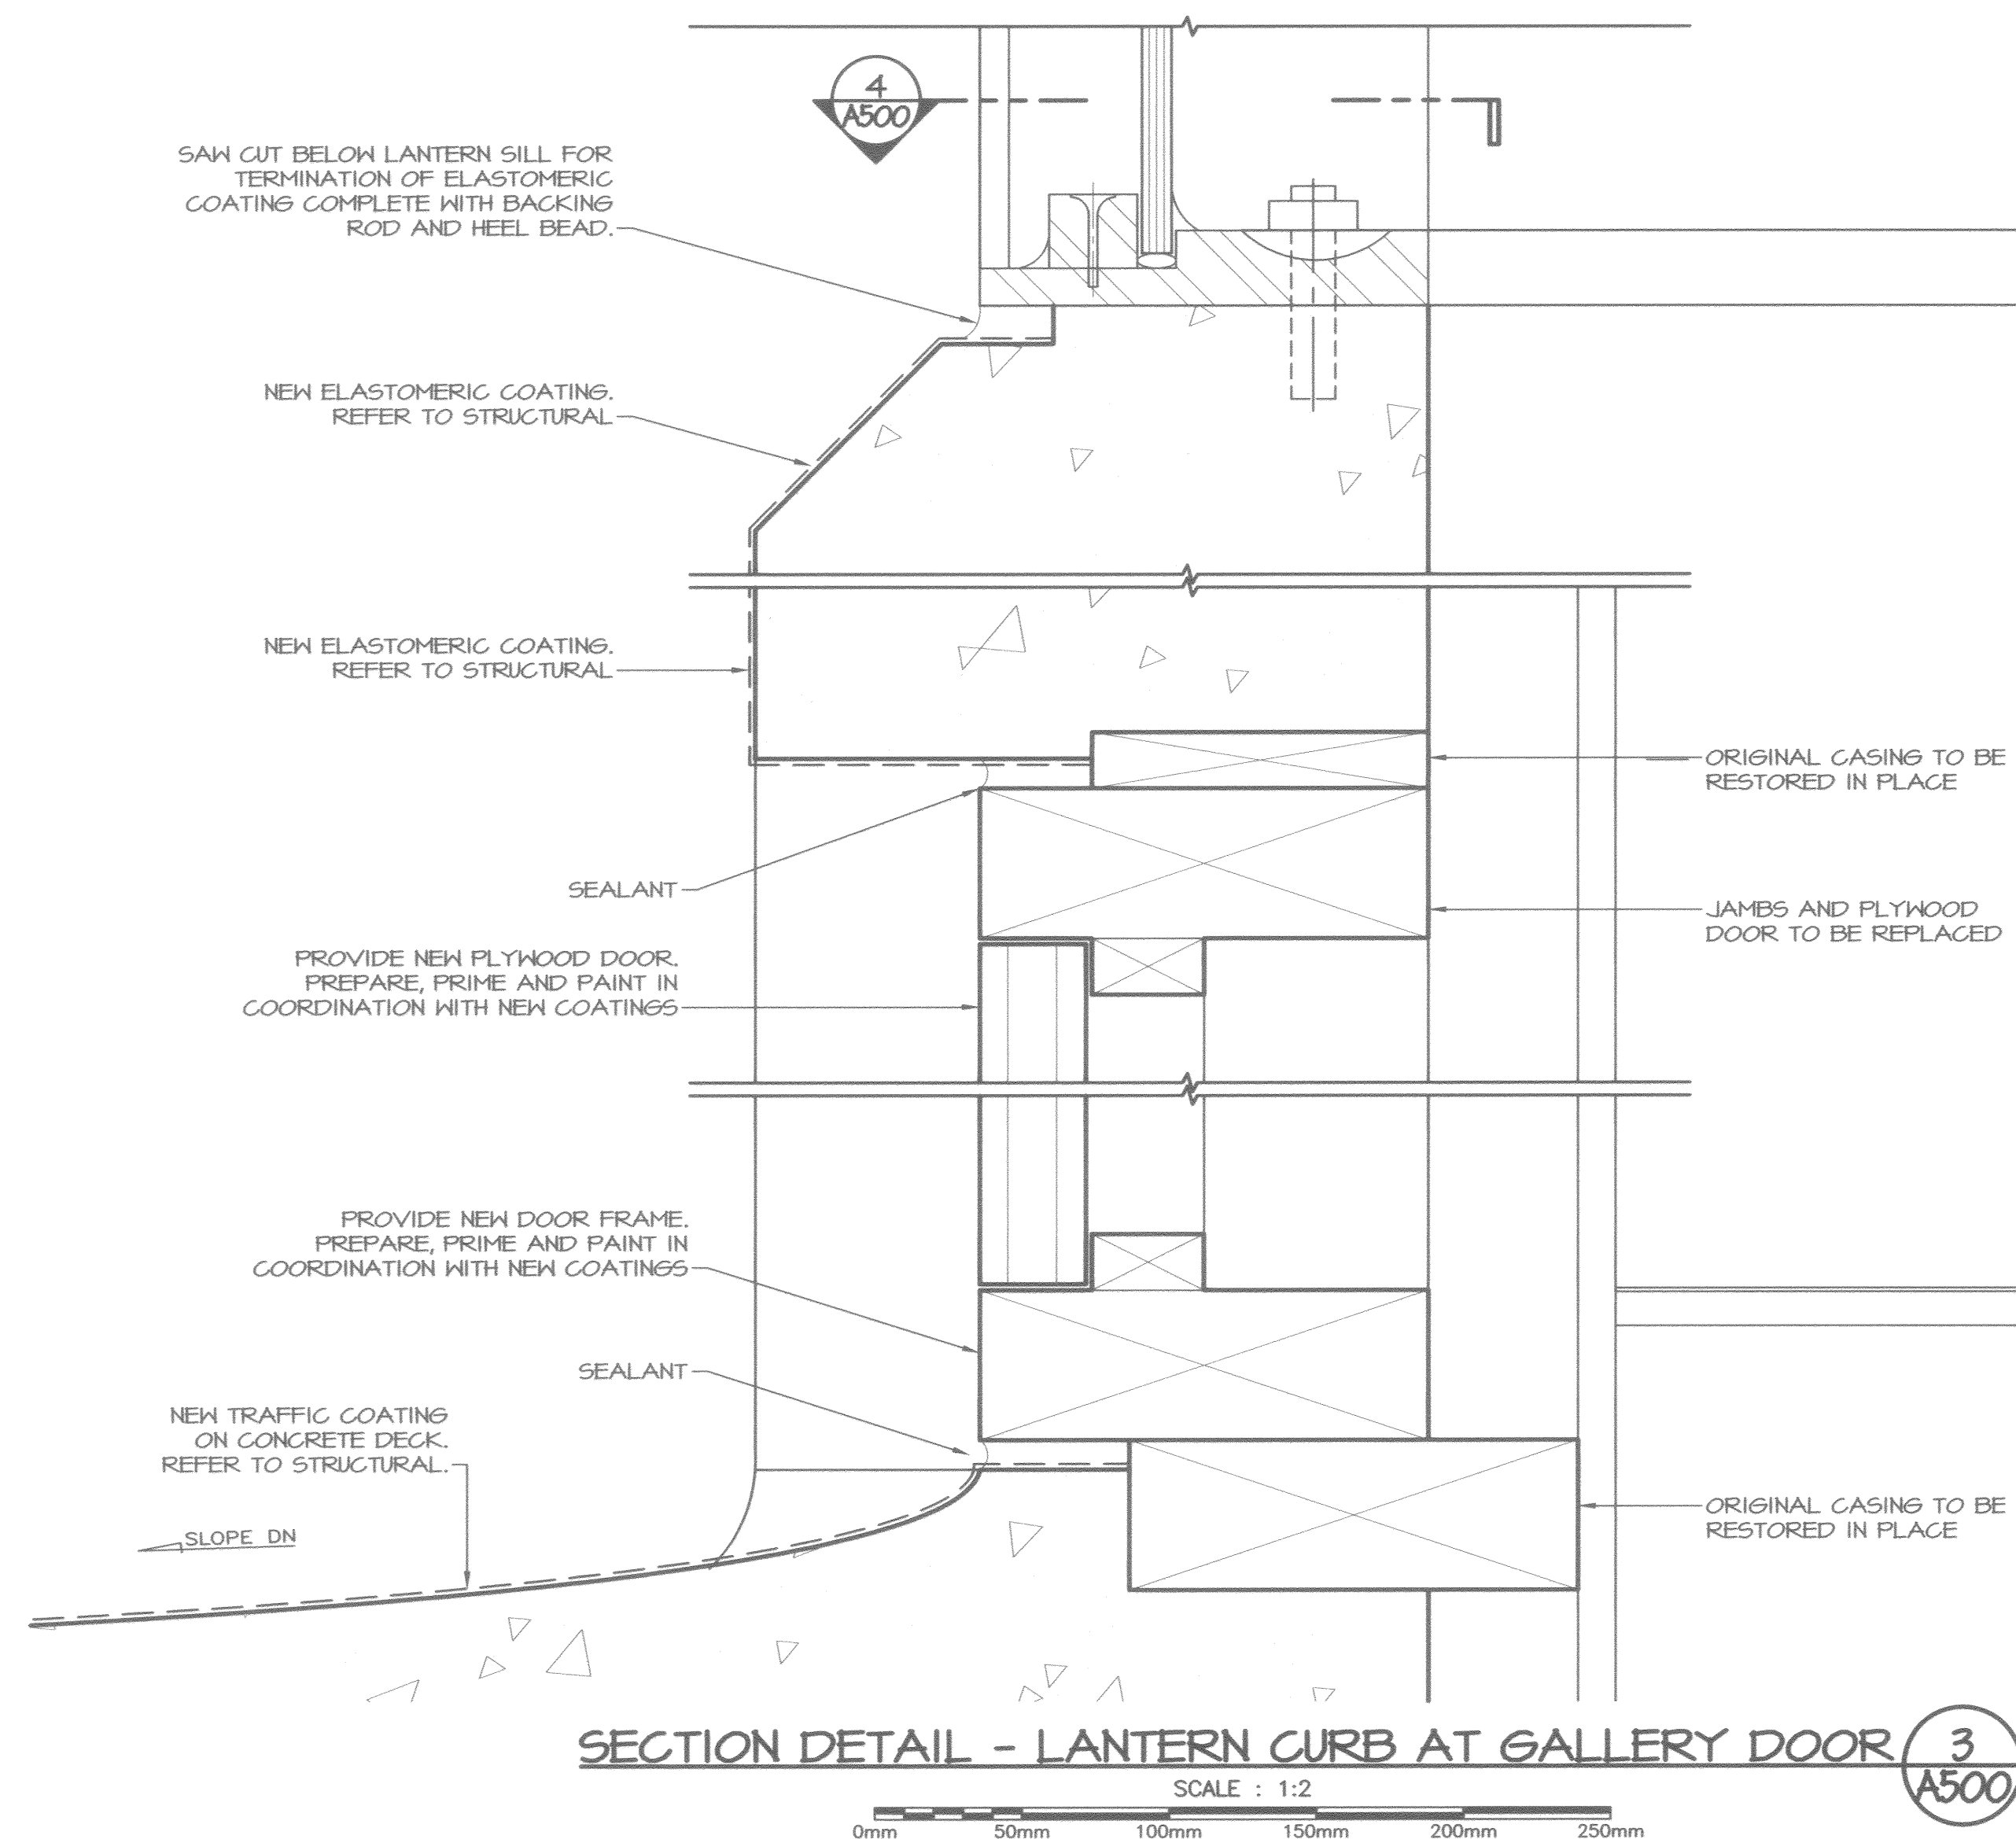 4
A500
SAW CUT BELOW LANTERN SILL FOR
TERMINATION OF ELASTOMERIC
COATING COMPLETE WITH BACKING
ROD AND HEEL BEAD.
NEW ELASTOMERIC COATING.
REFER TO STRUCTURAL
NEW ELASTOMERIC COATING.
REFER TO STRUCTURAL
ORIGINAL CASING TO BE
RESTORED IN PLACE
SEALANT
JAMBS AND PLYWOOD
DOOR TO BE REPLACED
PROVIDE NEW PLYWOOD DOOR.
PREPARE, PRIME AND PAINT IN
COORDINATION WITH NEW COATINGS
PROVIDE NEW DOOR FRAME.
PREPARE, PRIME AND PAINT IN
COORDINATION WITH NEW COATINGS
SEALANT
NEW TRAFFIC COATING
ON CONCRETE DECK.
REFER TO STRUCTURAL.
ORIGINAL CASING TO BE
RESTORED IN PLACE
SLOPE DN
SECTION DETAIL - LANTERN CURB AT GALLERY DOOR
3
A500
SCALE : 1:2
0mm 50mm 100mm 150mm 200mm 250mm